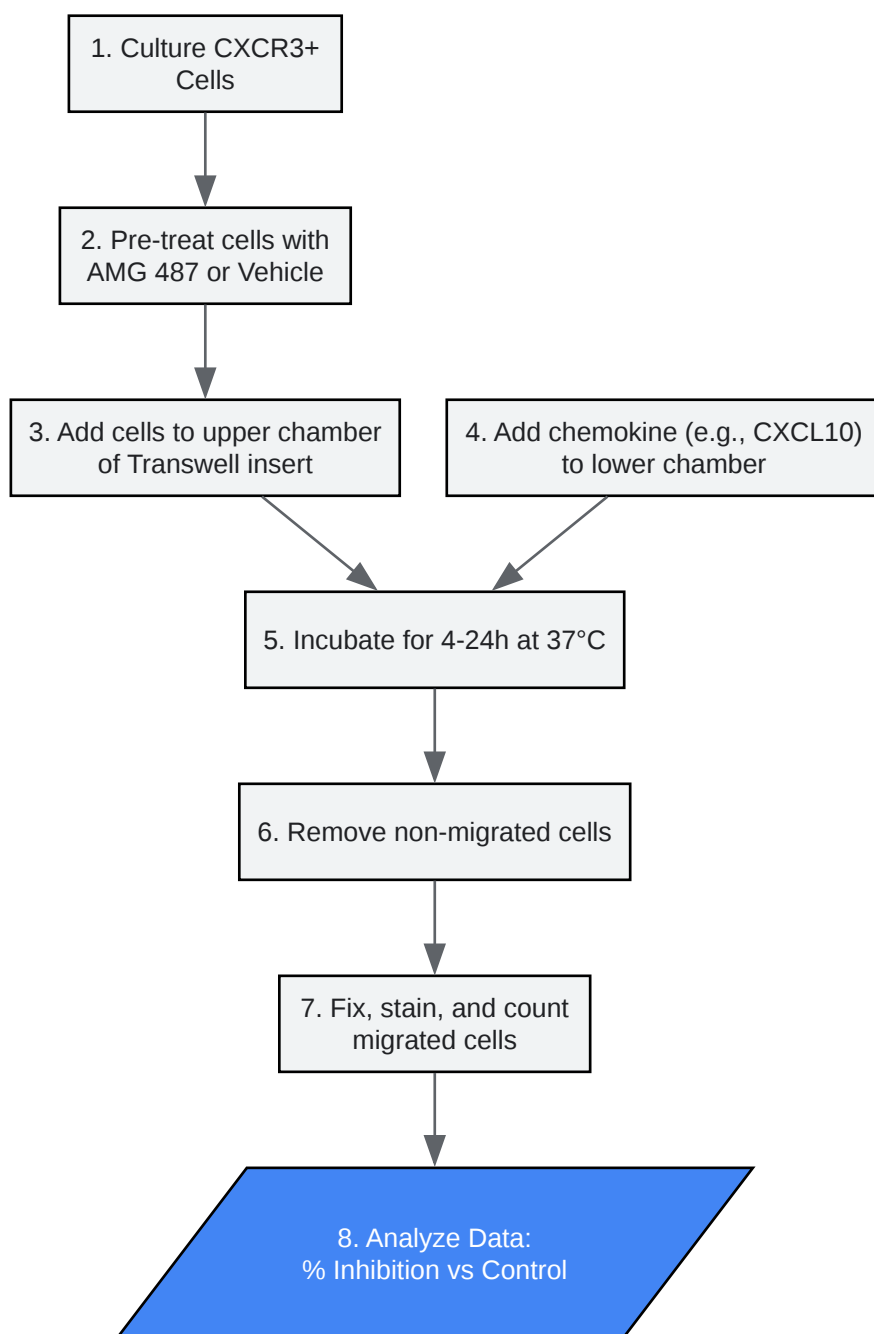 1. Culture CXCR3+
Cells
2. Pre-treat cells with
AMG 487 or Vehicle
3. Add cells to upper chamber
of Transwell insert
4. Add chemokine (e.g., CXCL10)
to lower chamber
5. Incubate for 4-24h at 37°C
6. Remove non-migrated cells
7. Fix, stain, and count
migrated cells
8. Analyze Data:
% Inhibition vs Control